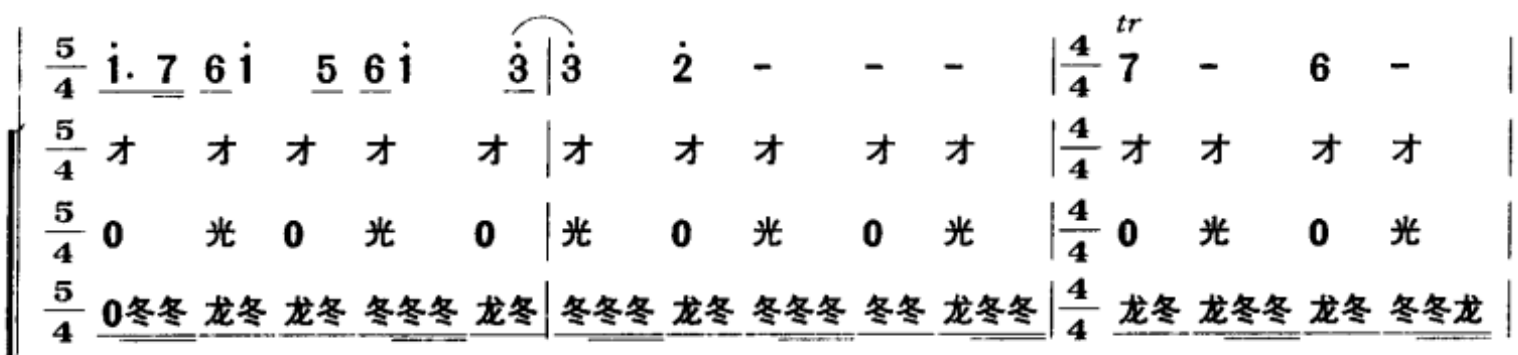 tr
5/4 1̇. 7 6 1̇ 5 6 1̇ 3̇ | 3̇ 2̇ - - - | 4/4 7 - 6 - |
5/4 才 才 才 才 才 | 才 才 才 才 才 | 4/4 才 才 才 才 |
5/4 0 光 0 光 0 | 光 0 光 0 光 | 4/4 0 光 0 光 |
5/4 0冬冬 龙冬 龙冬 冬冬冬 龙冬 | 冬冬冬 龙冬 冬冬冬 冬冬 龙冬冬 | 4/4 龙冬 龙冬冬 龙冬 冬冬龙 |